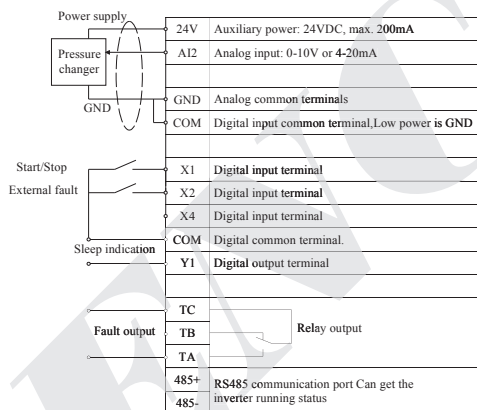 Power supply
24V Auxiliary power: 24VDC, max. 200mA
Pressure changer
AI2 Analog input: 0-10V or 4-20mA
GND
GND Analog common terminals
COM Digital input common terminal,Low power is GND
Start/Stop
X1 Digital input terminal
External fault
X2 Digital input terminal
X4 Digital input terminal
COM Digital common terminal.
Sleep indication
Y1 Digital output terminal
TC
Fault output
TB
Relay output
TA
485+
RS485 communication port Can get the
inverter running status
485-
ENC